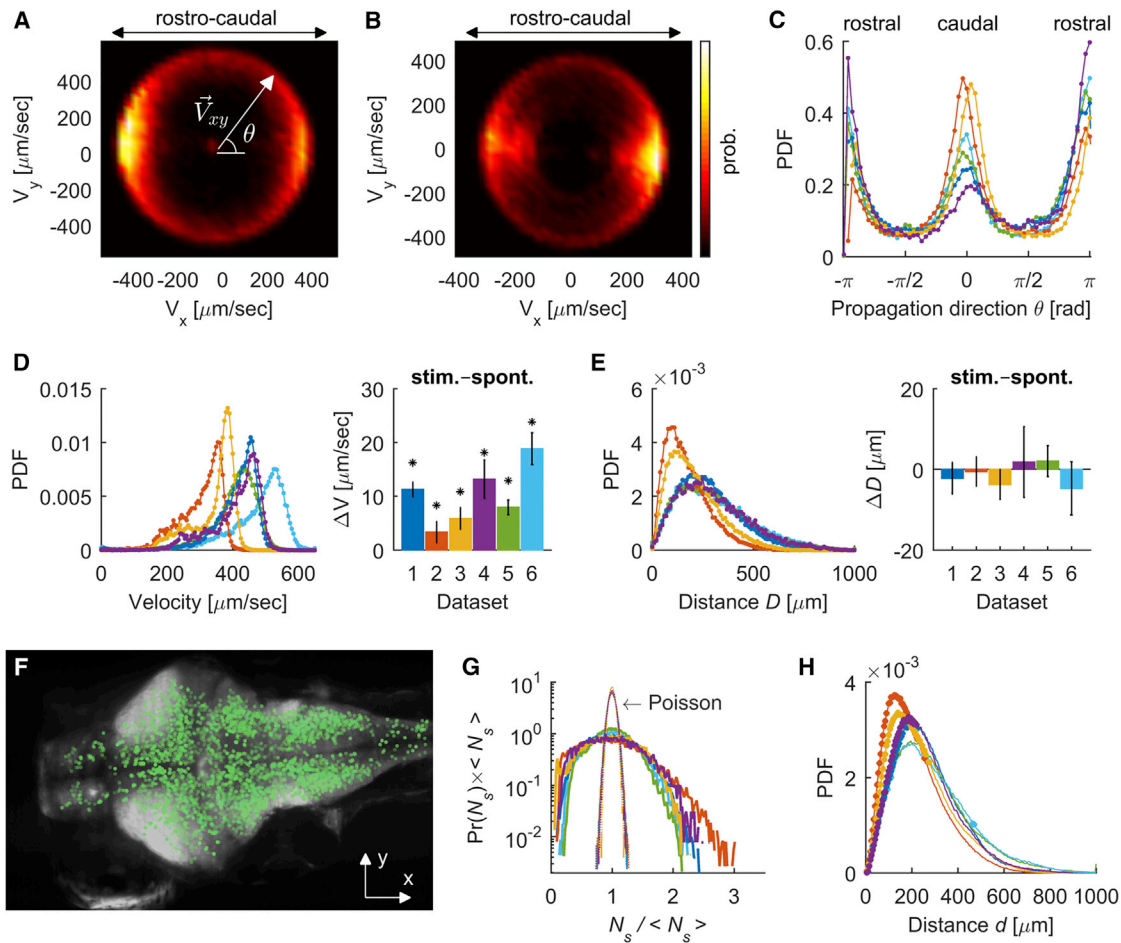 A
rostro-caudal
V_y [μm/sec]
400
200
0
-200
-400
V⃗_xy
θ
-400 -200 0 200 400
V_x [μm/sec]
B
rostro-caudal
V_y [μm/sec]
400
200
0
-200
-400
-400 -200 0 200 400
V_x [μm/sec]
prob.
C
rostral caudal rostral
PDF
0.6
0.4
0.2
0
-π -π/2 0 π/2 π
Propagation direction θ [rad]
D
PDF
0.015
0.01
0.005
0
0 200 400 600
Velocity [μm/sec]
stim.–spont.
ΔV [μm/sec]
30
20
10
0
* * * * * *
1 2 3 4 5 6
Dataset
E
×10⁻³
PDF
6
4
2
0
0 500 1000
Distance D [μm]
stim.–spont.
ΔD [μm]
20
0
-20
1 2 3 4 5 6
Dataset
F
y
x
G
Pr(N_s)×<N_s>
10¹
10⁰
10⁻¹
10⁻²
← Poisson
0 1 2 3
N_s / <N_s>
H
×10⁻³
PDF
4
2
0
0 200 400 600 800 1000
Distance d [μm]